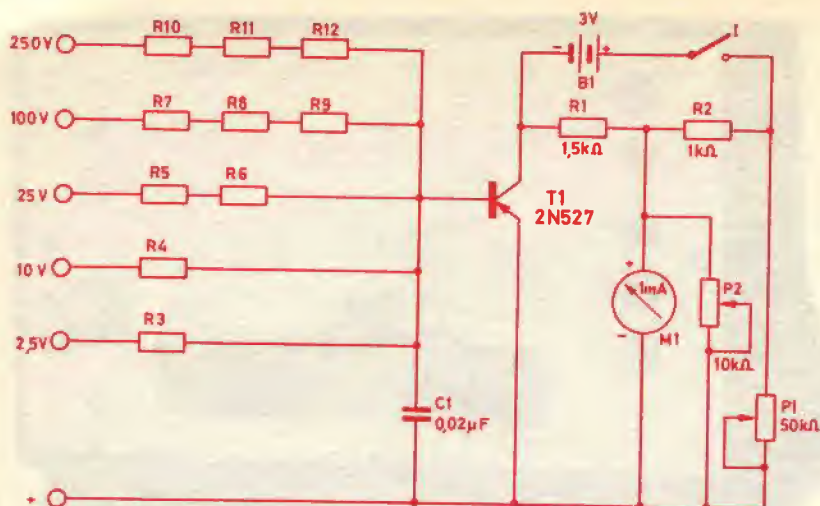 3V
I
- +
B1
250V R10 R11 R12
R1 R2
1,5kΩ 1kΩ
100V R7 R8 R9
25V R5 R6
T1
2N527
10V R4
+ 1mA P2
- M1
10kΩ
2,5V R3
C1
0,02µF
P1
50kΩ
+